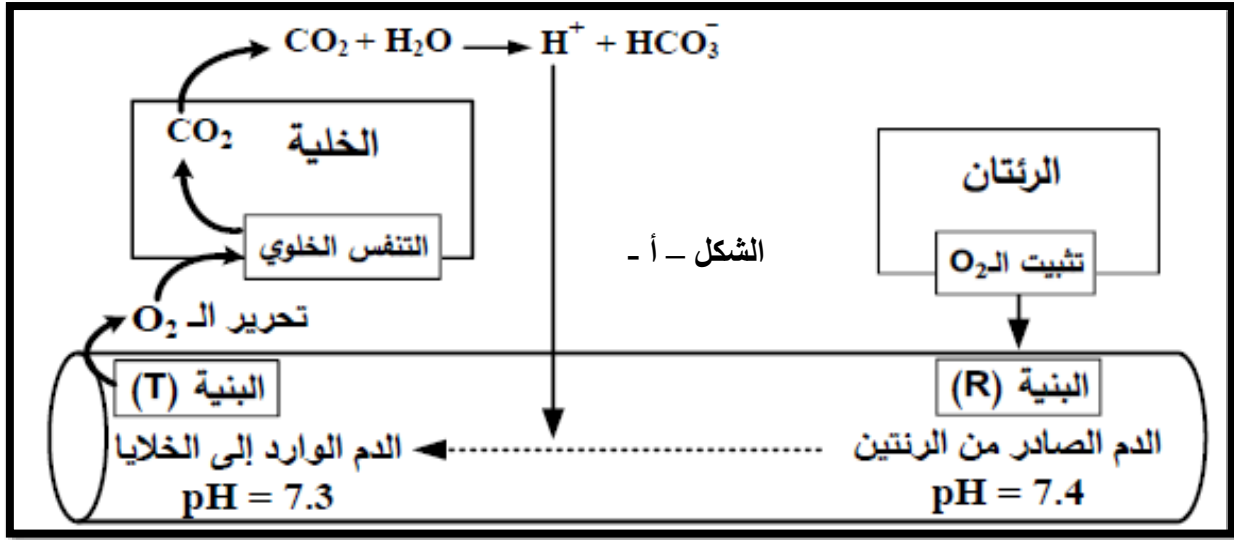 CO₂ + H₂O → H⁺ + HCO₃⁻
CO₂
الخلية
التنفس الخلوي
الرئتان
تثبيت الـO₂
الشكل – أ -
تحرير الـ O₂
البنية (T)
البنية (R)
الدم الصادر من الرئتين
الدم الوارد إلى الخلايا
pH = 7.4
pH = 7.3